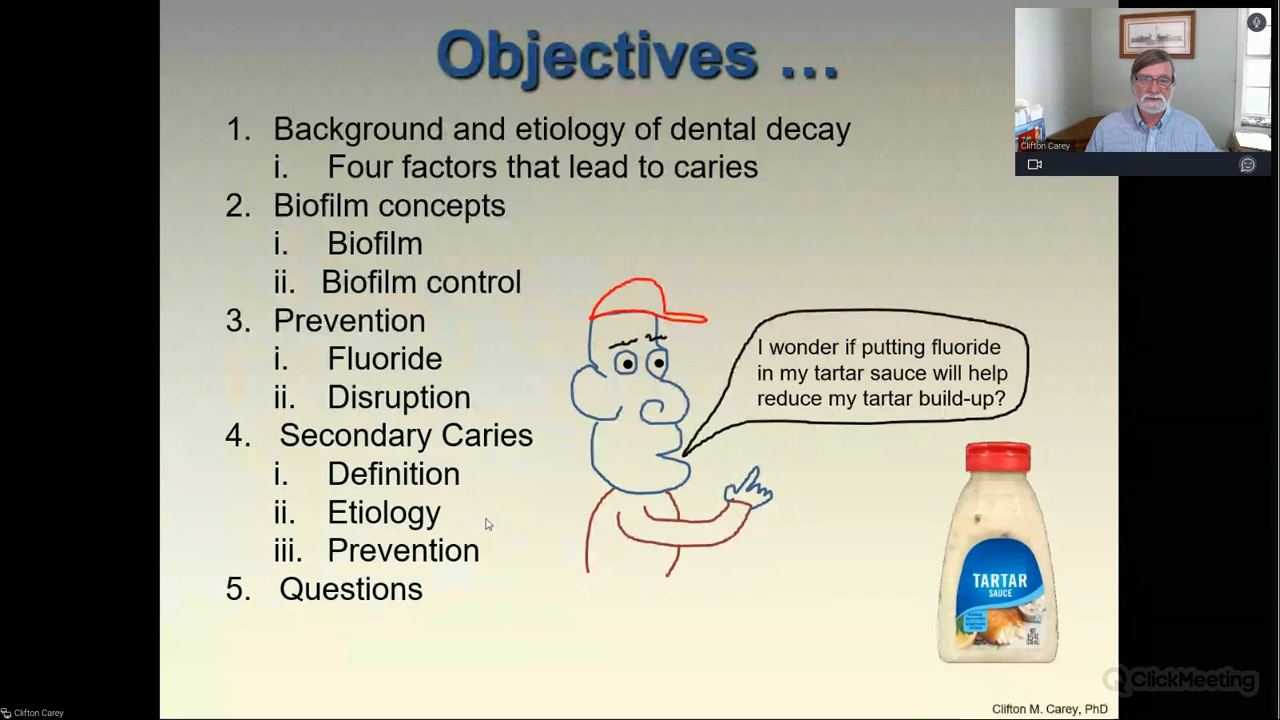 Objectives ...
1. Background and etiology of dental decay
i. Four factors that lead to caries
2. Biofilm concepts
i. Biofilm
ii. Biofilm control
3. Prevention
i. Fluoride
ii. Disruption
4. Secondary Caries
i. Definition
ii. Etiology
iii. Prevention
5. Questions
I wonder if putting fluoride
in my tartar sauce will help
reduce my tartar build-up?
TARTAR
SAUCE
Clifton Carey
ClickMeeting
Clifton M. Carey, PhD
Clifton Carey